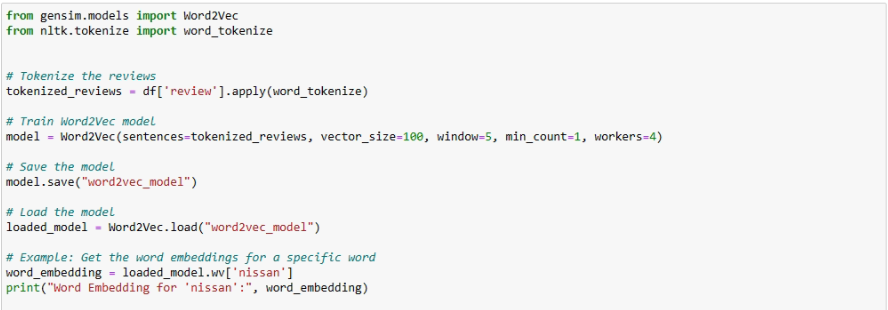 from gensim.models import Word2Vec
from nltk.tokenize import word_tokenize
# Tokenize the reviews
tokenized_reviews = df['review'].apply(word_tokenize)
# Train Word2Vec model
model = Word2Vec(sentences=tokenized_reviews, vector_size=100, window=5, min_count=1, workers=4)
# Save the model
model.save("word2vec_model")
# Load the model
loaded_model = Word2Vec.load("word2vec_model")
# Example: Get the word embeddings for a specific word
word_embedding = loaded_model.wv['nissan']
print("Word Embedding for 'nissan':", word_embedding)